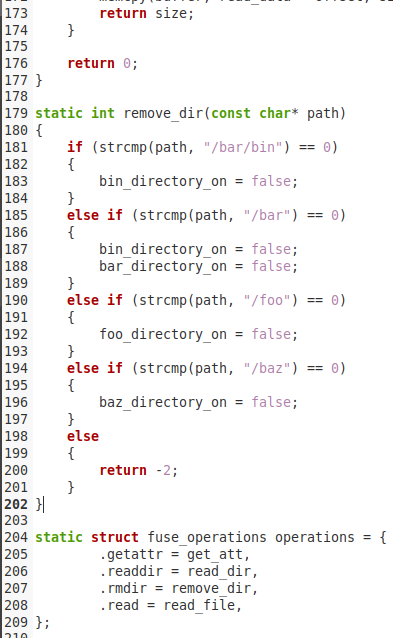 173 return size;
174 }
175
176 return 0;
177 }
178
179 static int remove_dir(const char* path)
180 {
181 if (strcmp(path, "/bar/bin") == 0)
182 {
183 bin_directory_on = false;
184 }
185 else if (strcmp(path, "/bar") == 0)
186 {
187 bin_directory_on = false;
188 bar_directory_on = false;
189 }
190 else if (strcmp(path, "/foo") == 0)
191 {
192 foo_directory_on = false;
193 }
194 else if (strcmp(path, "/baz") == 0)
195 {
196 baz_directory_on = false;
197 }
198 else
199 {
200 return -2;
201 }
202 }
203
204 static struct fuse_operations operations = {
205 .getattr = get_att,
206 .readdir = read_dir,
207 .rmdir = remove_dir,
208 .read = read_file,
209 };